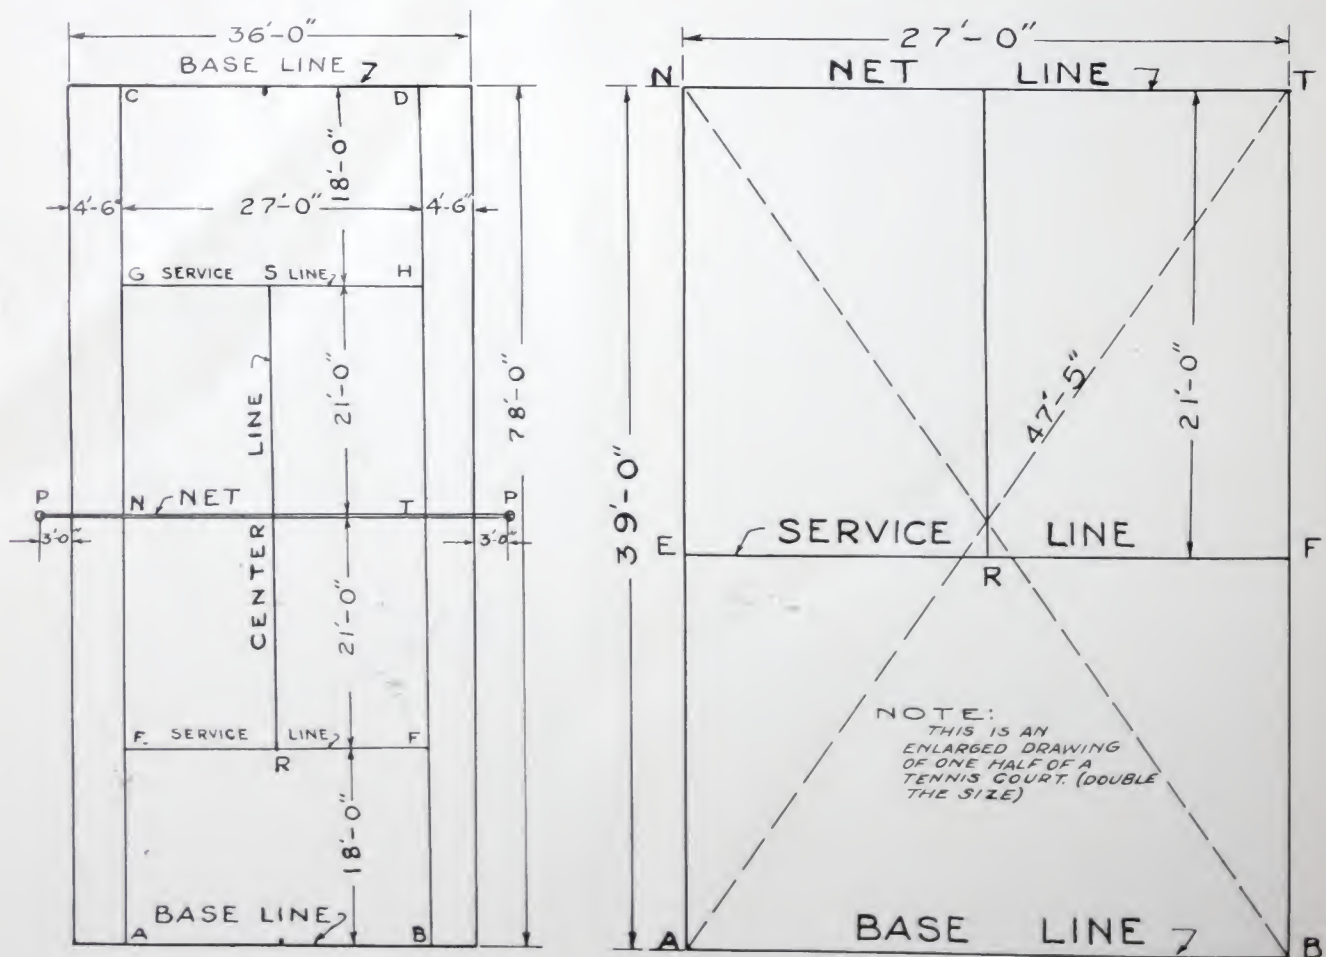 36'-0"
BASE LINE
C D
18'-0"
4'-6" 27'-0" 4'-6"
G SERVICE S LINE H
CENTER LINE
21'-0"
78'-0"
P N NET T P
3'-0" 3'-0"
21'-0"
F SERVICE LINE F
R
18'-0"
BASE LINE
A B
27'-0"
N NET LINE T
47'-5"
21'-0"
39'-0"
E SERVICE LINE F
R
NOTE:
THIS IS AN
ENLARGED DRAWING
OF ONE HALF OF A
TENNIS COURT. (DOUBLE
THE SIZE)
A BASE LINE B